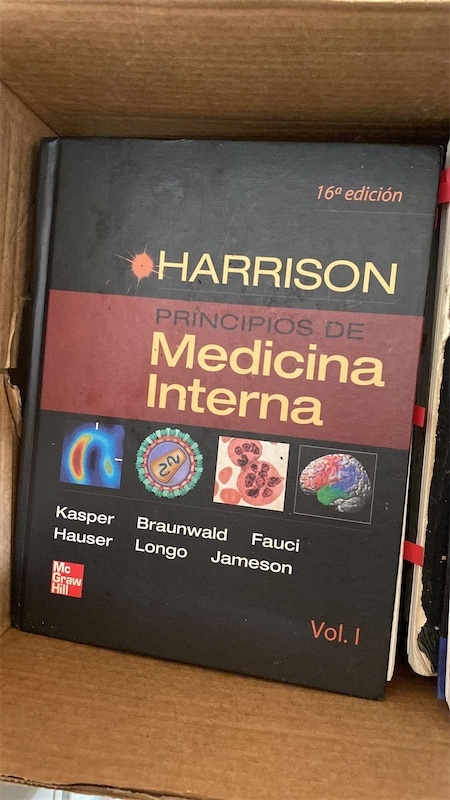 16ª edición
HARRISON
PRINCIPIOS DE
Medicina
Interna
Kasper Braunwald Fauci
Hauser Longo Jameson
Mc
Graw
Hill
Vol. I